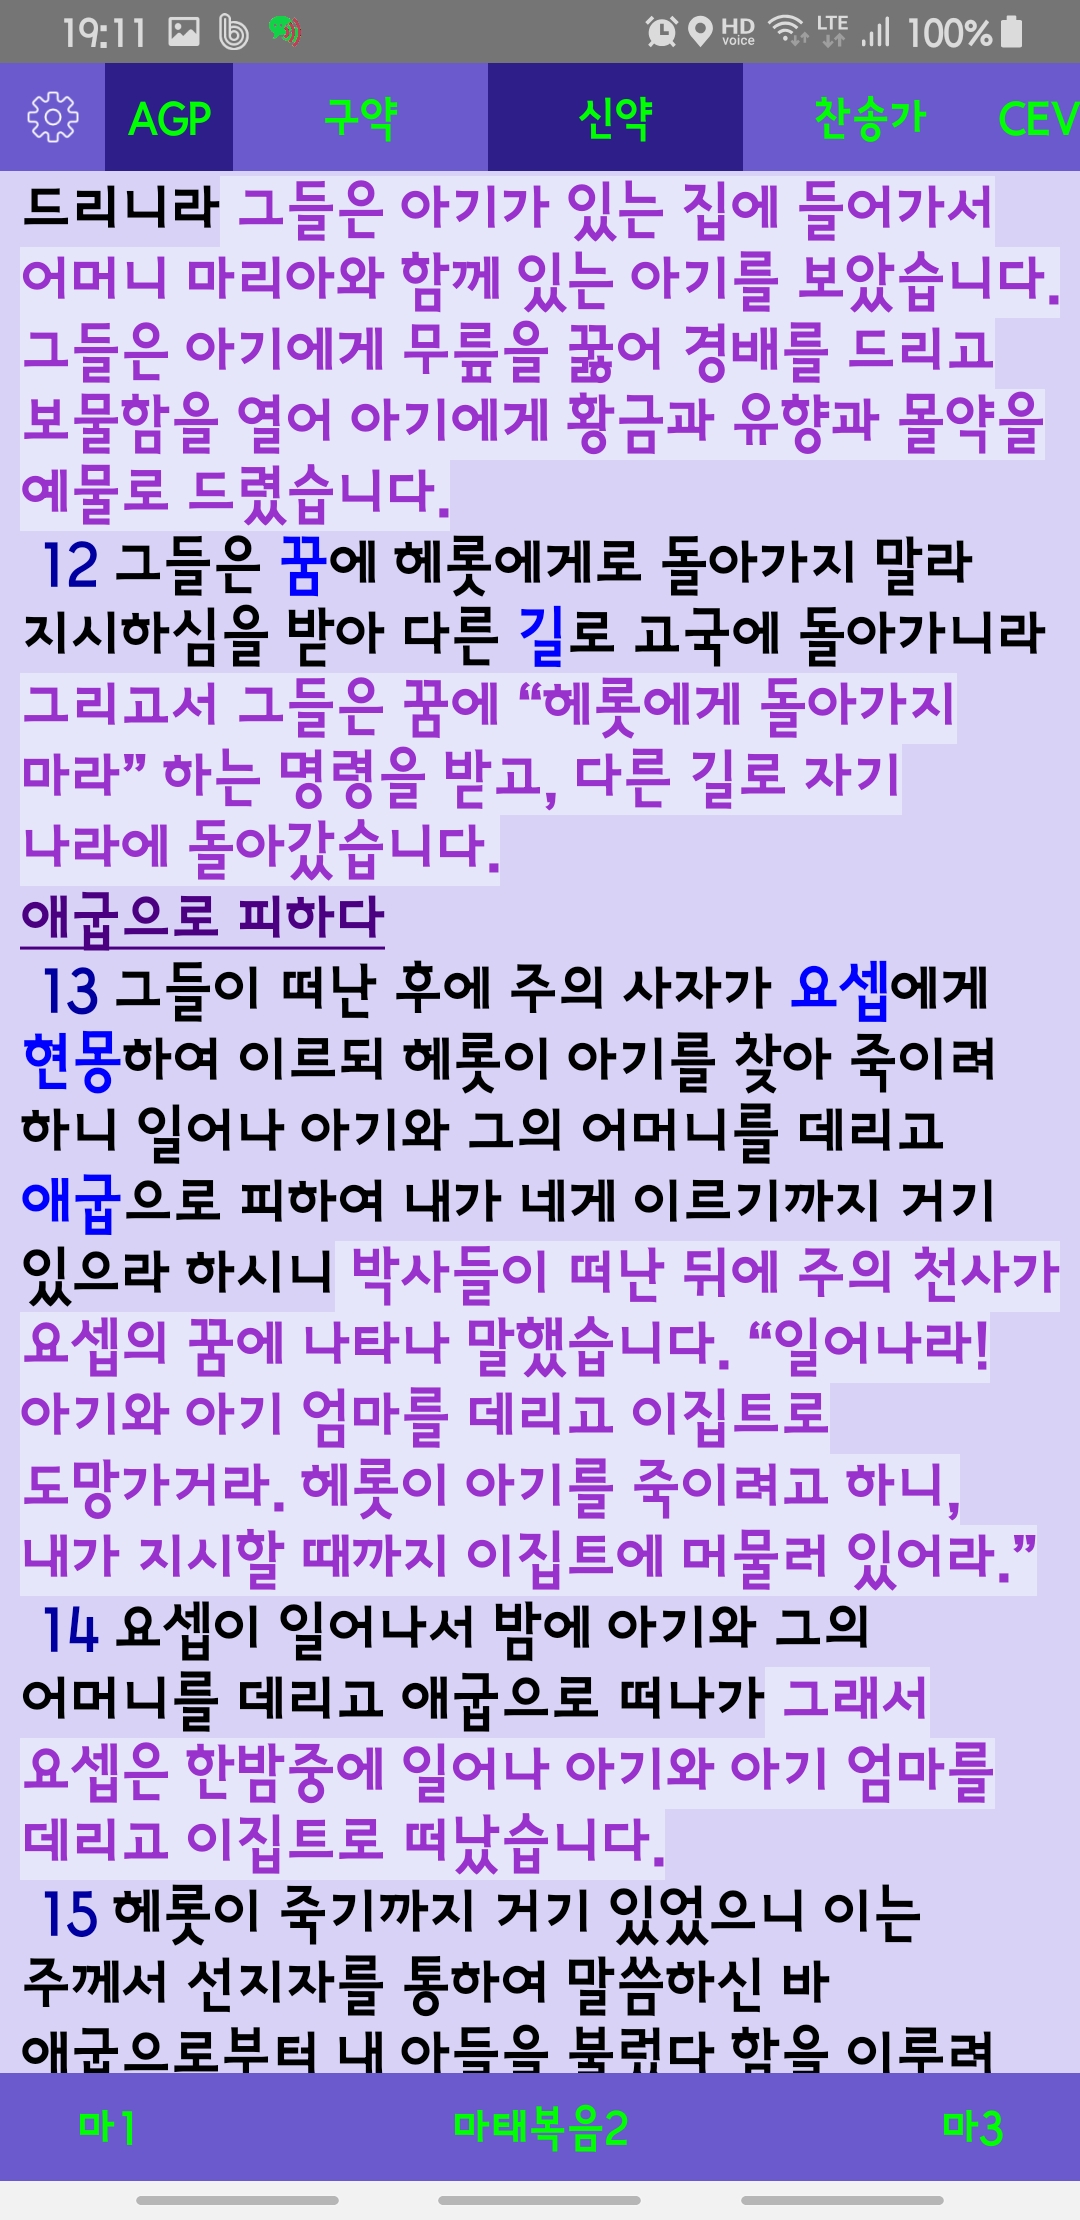 19:11 HD voice LTE 100%
AGP 구약 신약 찬송가 CEV
드리니라 그들은 아기가 있는 집에 들어가서
어머니 마리아와 함께 있는 아기를 보았습니다.
그들은 아기에게 무릎을 꿇어 경배를 드리고
보물함을 열어 아기에게 황금과 유향과 몰약을
예물로 드렸습니다.
12 그들은 꿈에 헤롯에게로 돌아가지 말라
지시하심을 받아 다른 길로 고국에 돌아가니라
그리고서 그들은 꿈에 “헤롯에게 돌아가지
마라” 하는 명령을 받고, 다른 길로 자기
나라에 돌아갔습니다.
애굽으로 피하다
13 그들이 떠난 후에 주의 사자가 요셉에게
현몽하여 이르되 헤롯이 아기를 찾아 죽이려
하니 일어나 아기와 그의 어머니를 데리고
애굽으로 피하여 내가 네게 이르기까지 거기
있으라 하시니 박사들이 떠난 뒤에 주의 천사가
요셉의 꿈에 나타나 말했습니다. “일어나라!
아기와 아기 엄마를 데리고 이집트로
도망가거라. 헤롯이 아기를 죽이려고 하니,
내가 지시할 때까지 이집트에 머물러 있어라.”
14 요셉이 일어나서 밤에 아기와 그의
어머니를 데리고 애굽으로 떠나가 그래서
요셉은 한밤중에 일어나 아기와 아기 엄마를
데리고 이집트로 떠났습니다.
15 헤롯이 죽기까지 거기 있었으니 이는
주께서 선지자를 통하여 말씀하신 바
애굽으로부터 내 아들을 불렀다 함을 이루려
마1 마태복음2 마3